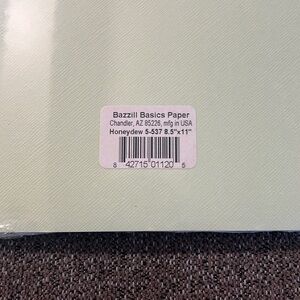 Bazzill Basics Paper
Chandler, AZ 85226, mfg in USA
Honeydew 5-537 8.5"x11"
8 42715 01120 5